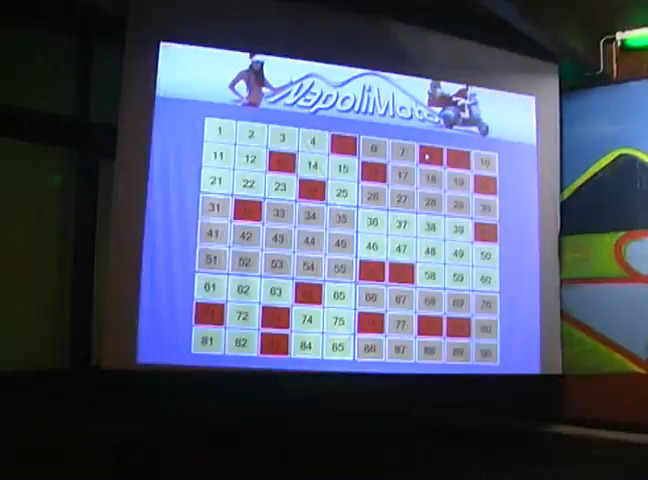 NapoliMoto
1 2 3 4 6 7 10
11 12 14 15 17 18 19
21 22 23 25 26 27 28 29 30
31 33 34 35 36 37 38 39
41 42 43 44 45 46 47 48 49 50
51 52 53 54 55 58 59 60
61 62 63 65 66 67 68 69 70
72 74 75 77 80
81 82 84 85 86 87 88 89 90